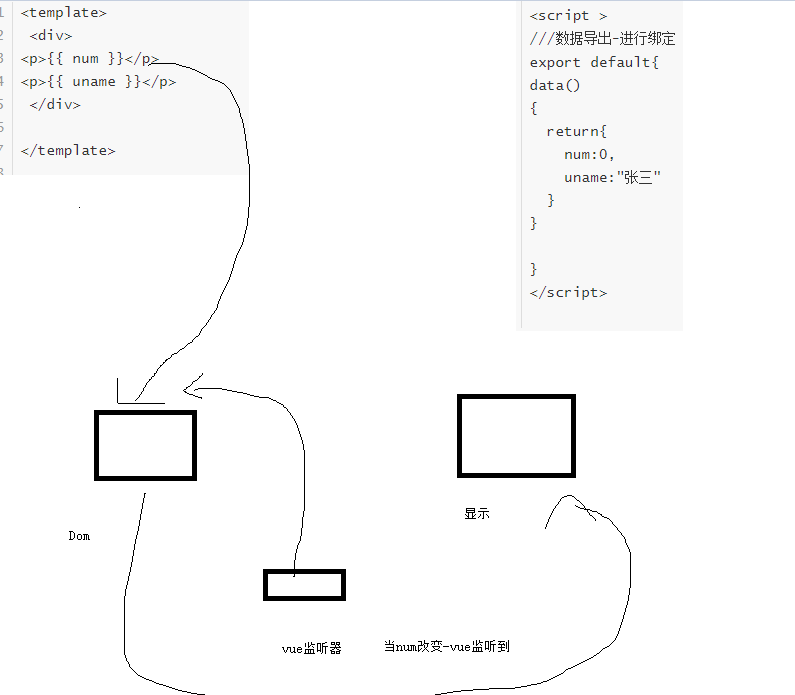 1 <template>
2 <div>
3 <p>{{ num }}</p>
4 <p>{{ uname }}</p>
5 </div>
6
7 </template>
8
<script >
///数据导出-进行绑定
export default{
data()
{
return{
num:0,
uname:"张三"
}
}
}
</script>
Dom
显示
vue监听器
当num改变-vue监听到